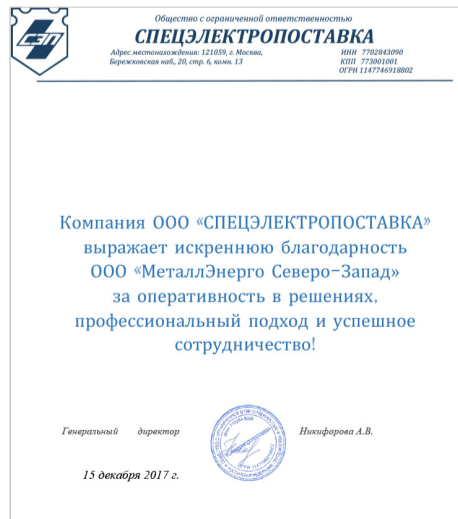 СЭП
Общество с ограниченной ответственностью
СПЕЦЭЛЕКТРОПОСТАВКА
Адрес местонахождения: 121059, г. Москва,
Бережковская наб., 20, стр. 6, комн. 13
ИНН 7702843090
КПП 773001001
ОГРН 1147746918802
Компания ООО «СПЕЦЭЛЕКТРОПОСТАВКА»
выражает искреннюю благодарность
ООО «МеталлЭнерго Северо-Запад»
за оперативность в решениях,
профессиональный подход и успешное
сотрудничество!
Генеральный директор
Никифорова А.В.
15 декабря 2017 г.